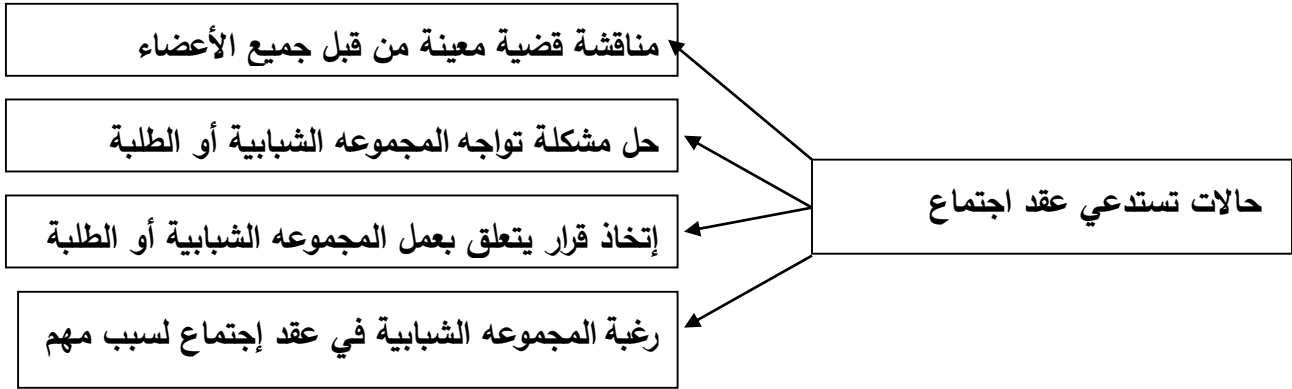 حالات تستدعي عقد اجتماع
مناقشة قضية معينة من قبل جميع الأعضاء
حل مشكلة تواجه المجموعه الشبابية أو الطلبة
إتخاذ قرار يتعلق بعمل المجموعه الشبابية أو الطلبة
رغبة المجموعه الشبابية في عقد إجتماع لسبب مهم